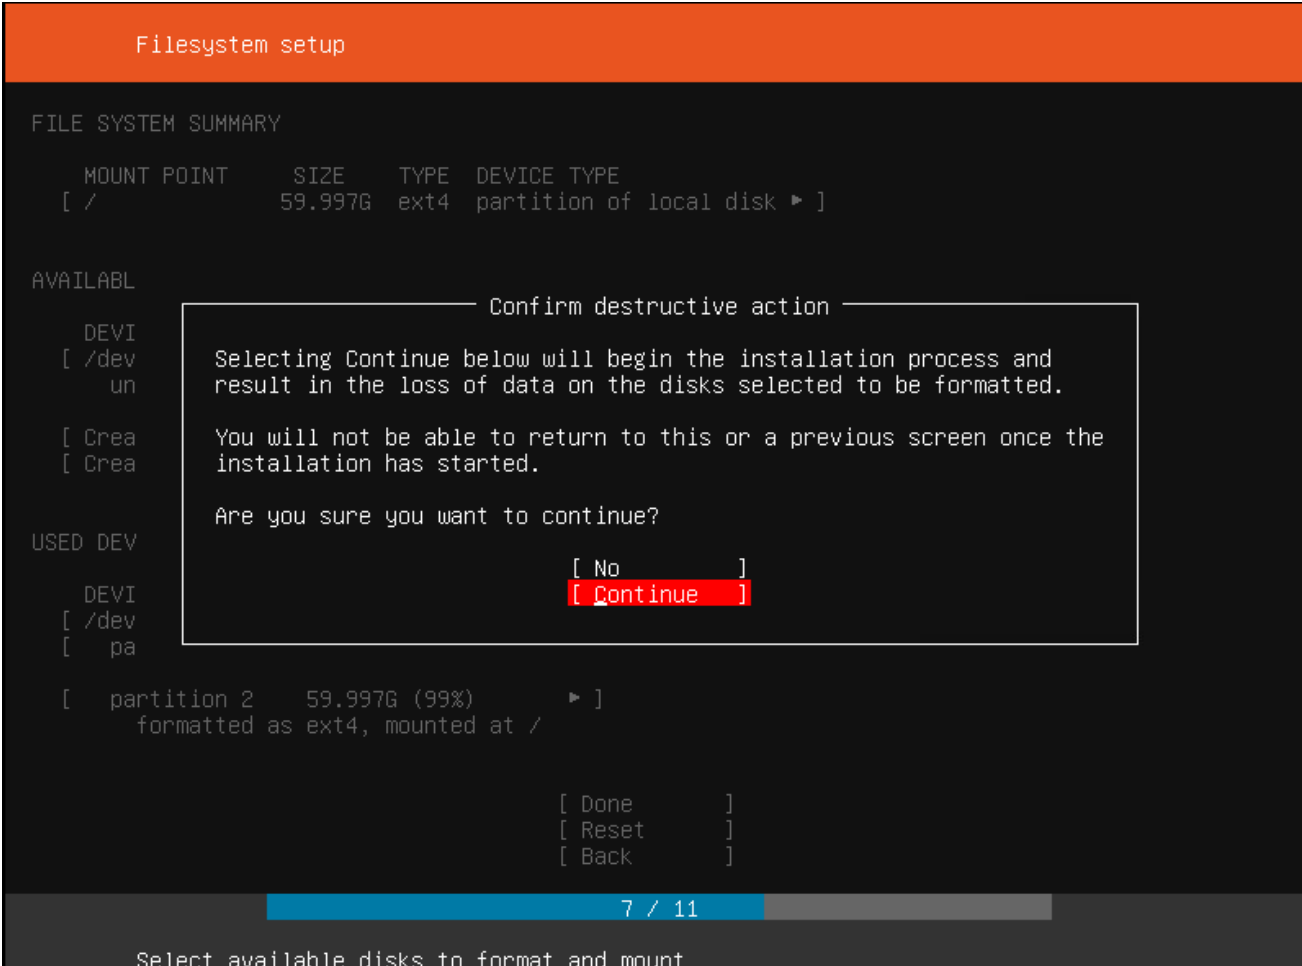 Filesystem setup
FILE SYSTEM SUMMARY
MOUNT POINT SIZE TYPE DEVICE TYPE
[ / 59.997G ext4 partition of local disk ▸ ]
AVAILABL
Confirm destructive action
DEVI
[ /dev
Selecting Continue below will begin the installation process and
un
result in the loss of data on the disks selected to be formatted.
[ Crea
You will not be able to return to this or a previous screen once the
[ Crea
installation has started.
Are you sure you want to continue?
USED DEV
[ No ]
DEVI
[ Continue ]
[ /dev
[ pa
[ partition 2 59.997G (99%) ▸ ]
formatted as ext4, mounted at /
[ Done ]
[ Reset ]
[ Back ]
7 / 11
Select available disks to format and mount